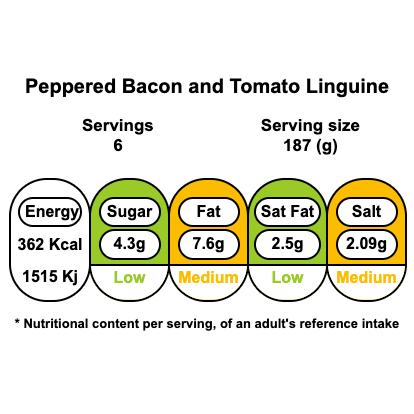 Peppered Bacon and Tomato Linguine
Servings
6
Serving size
187 (g)
Energy
362 Kcal
1515 Kj
Sugar
4.3g
Low
Fat
7.6g
Medium
Sat Fat
2.5g
Low
Salt
2.09g
Medium
* Nutritional content per serving, of an adult's reference intake